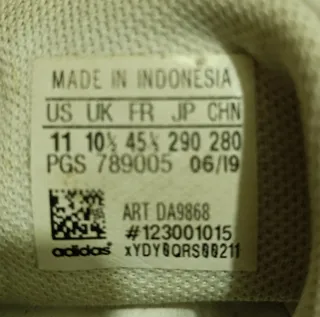 MADE IN INDONESIA
US UK FR JP CHN
11 10½ 45⅓ 290 280
PGS 789005 06/19
ART DA9868
#123001015
adidas xYDY0QRS00211